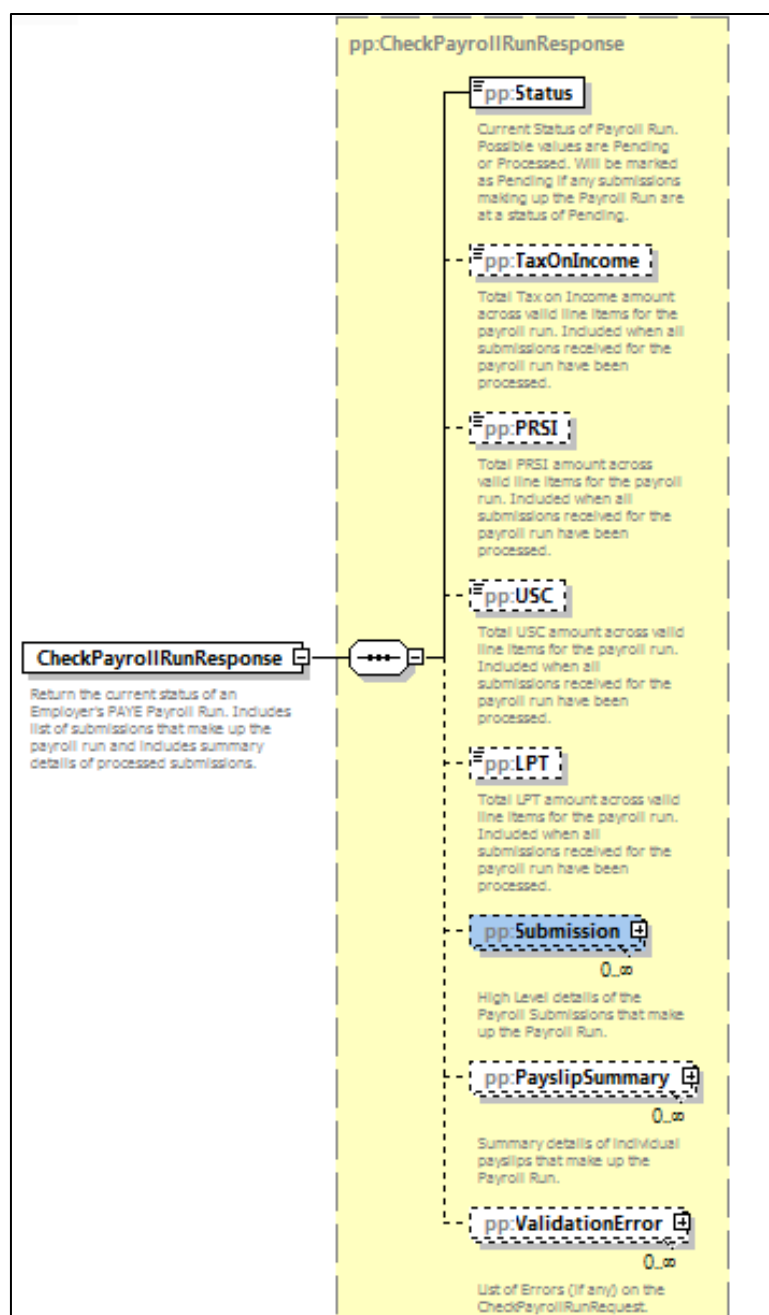 pp:CheckPayrollRunResponse
pp:Status
Current Status of Payroll Run.
Possible values are Pending
or Processed. Will be marked
as Pending if any submissions
making up the Payroll Run are
at a status of Pending.
pp:TaxOnIncome
Total Tax on Income amount
across valid line items for the
payroll run. Included when all
submissions received for the
payroll run have been
processed.
pp:PRSI
Total PRSI amount across
valid line items for the payroll
run. Included when all
submissions received for the
payroll run have been
processed.
pp:USC
Total USC amount across valid
line items for the payroll run.
Included when all
submissions received for the
payroll run have been
processed.
CheckPayrollRunResponse
Return the current status of an
Employer's PAYE Payroll Run. Includes
list of submissions that make up the
payroll run and includes summary
details of processed submissions.
pp:LPT
Total LPT amount across valid
line items for the payroll run.
Included when all
submissions received for the
payroll run have been
processed.
pp:Submission
0..∞
High Level details of the
Payroll Submissions that make
up the Payroll Run.
pp:PayslipSummary
0..∞
Summary details of individual
payslips that make up the
Payroll Run.
pp:ValidationError
0..∞
List of Errors (if any) on the
CheckPayrollRunRequest.